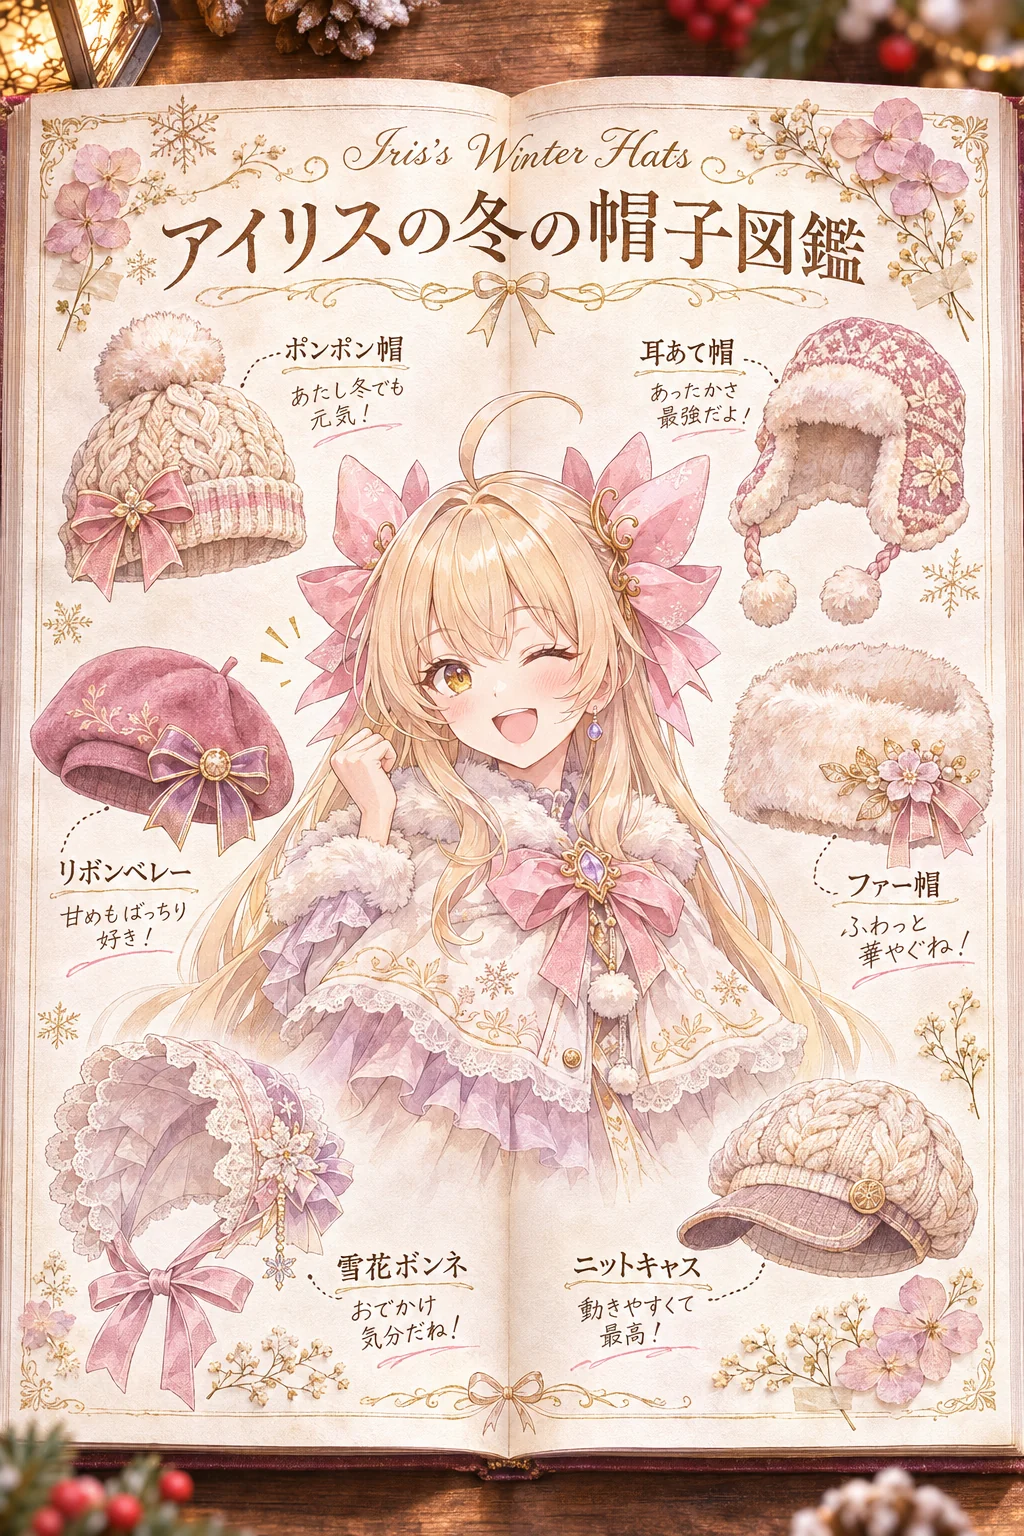 Iris's Winter Hats
アイリスの冬の帽子図鑑
ポンポン帽
あたし冬でも
元気!
耳あて帽
あったかさ
最強だよ!
リボンベレー
甘めもばっちり
好き!
ファー帽
ふわっと
華やぐね!
雪花ボンネ
おでかけ
気分だね!
ニットキャス
動きやすくて
最高!